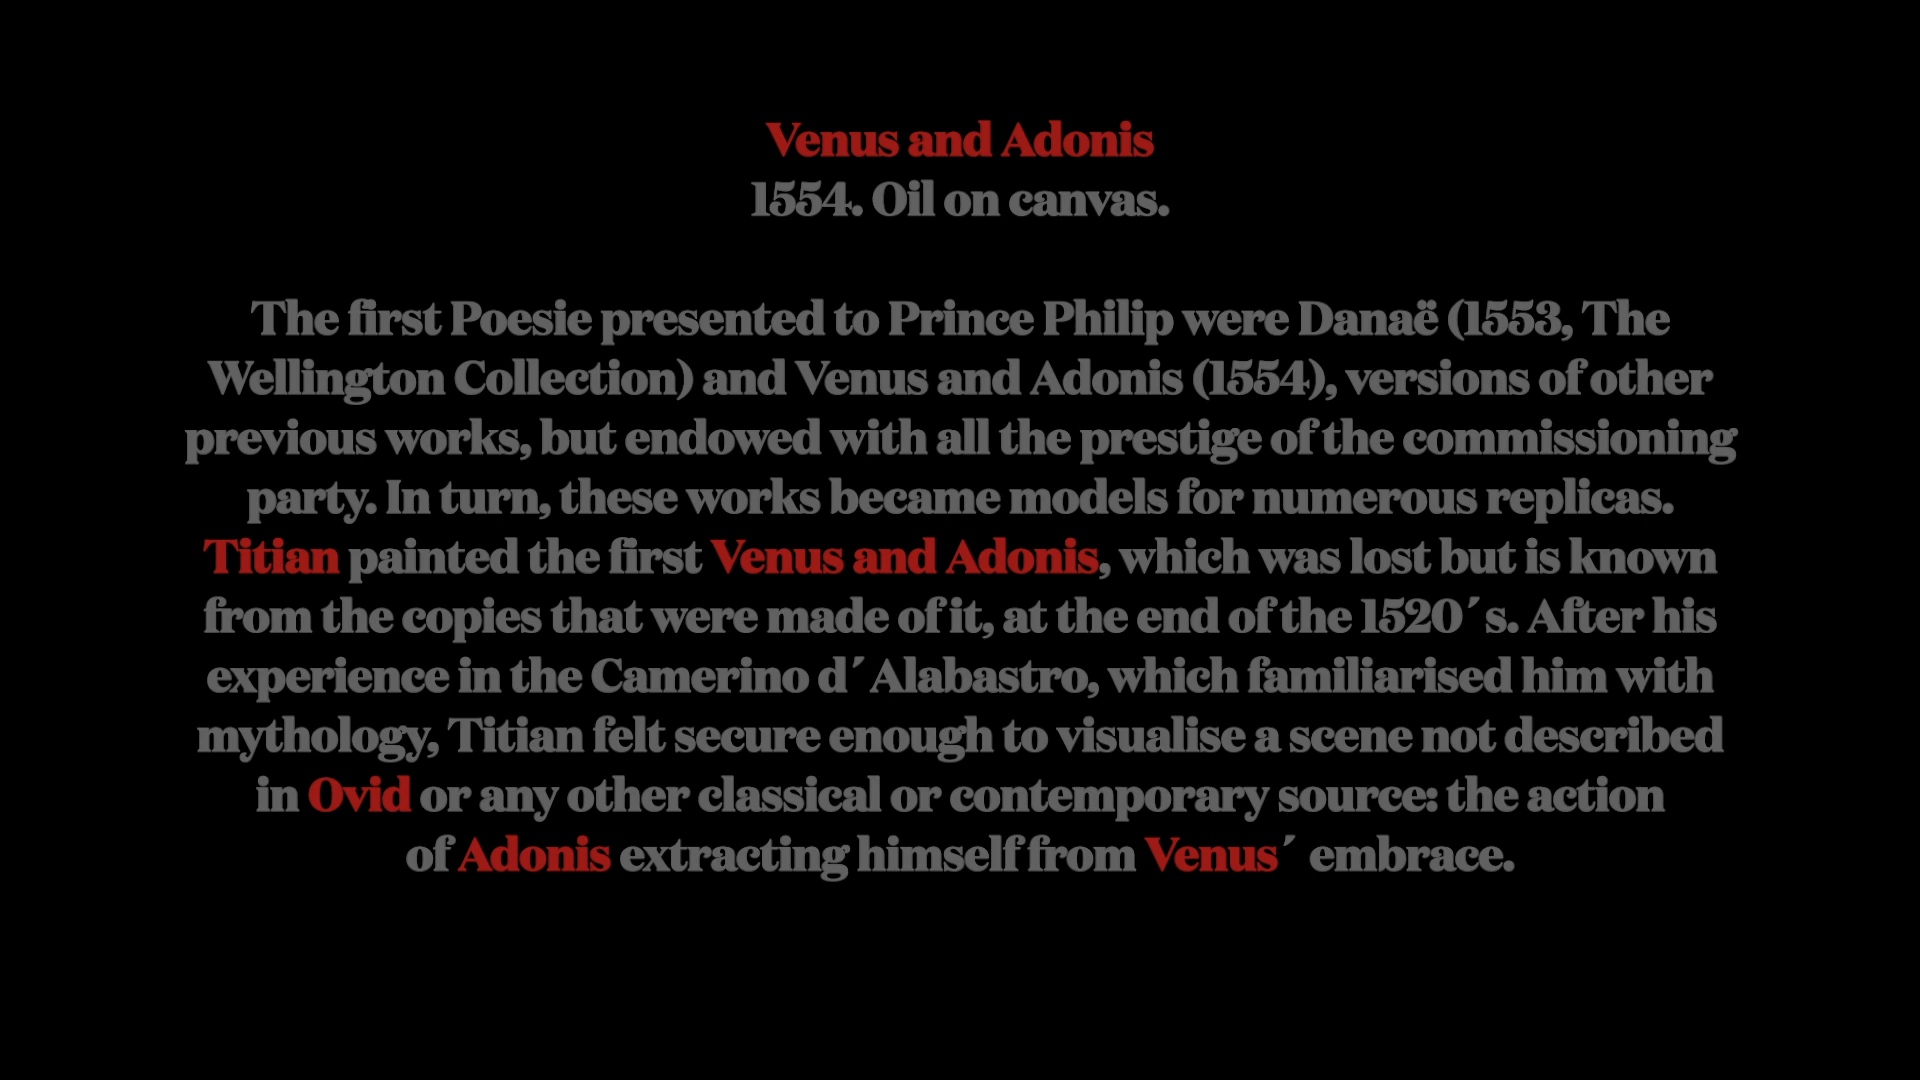 Venus and Adonis
1554. Oil on canvas.
The first Poesie presented to Prince Philip were Danaë (1553, The
Wellington Collection) and Venus and Adonis (1554), versions of other
previous works, but endowed with all the prestige of the commissioning
party. In turn, these works became models for numerous replicas.
Titian painted the first Venus and Adonis, which was lost but is known
from the copies that were made of it, at the end of the 1520´s. After his
experience in the Camerino d´Alabastro, which familiarised him with
mythology, Titian felt secure enough to visualise a scene not described
in Ovid or any other classical or contemporary source: the action
of Adonis extracting himself from Venus´ embrace.